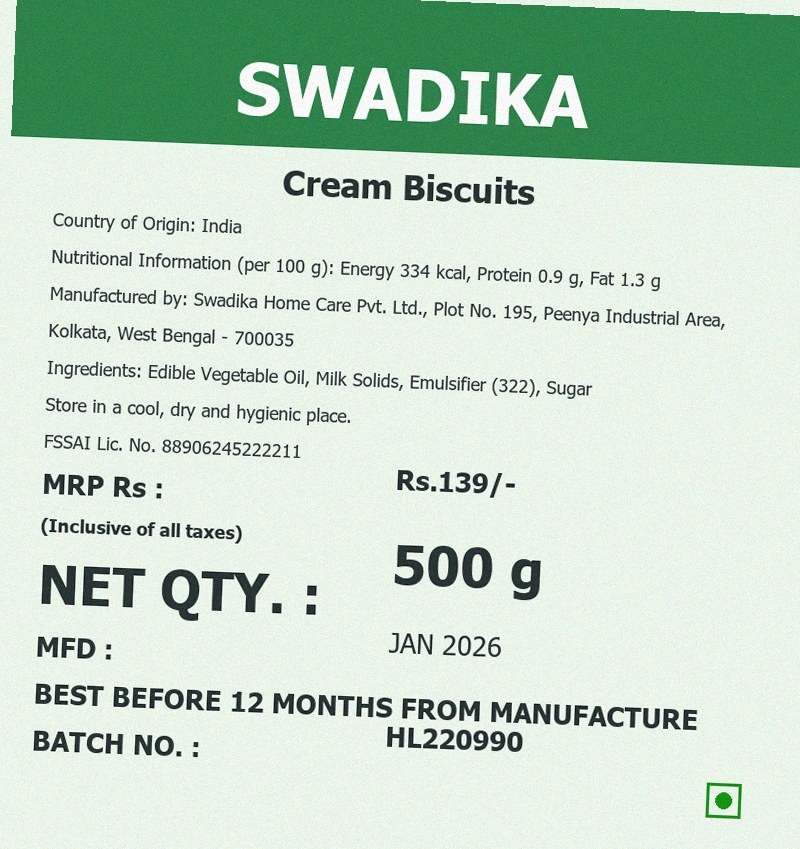 SWADIKA
Cream Biscuits
Country of Origin: India
Nutritional Information (per 100 g): Energy 334 kcal, Protein 0.9 g, Fat 1.3 g
Manufactured by: Swadika Home Care Pvt. Ltd., Plot No. 195, Peenya Industrial Area,
Kolkata, West Bengal - 700035
Ingredients: Edible Vegetable Oil, Milk Solids, Emulsifier (322), Sugar
Store in a cool, dry and hygienic place.
FSSAI Lic. No. 88906245222211
MRP Rs : Rs.139/-
(Inclusive of all taxes)
NET QTY. : 500 g
MFD : JAN 2026
BEST BEFORE 12 MONTHS FROM MANUFACTURE
BATCH NO. : HL220990